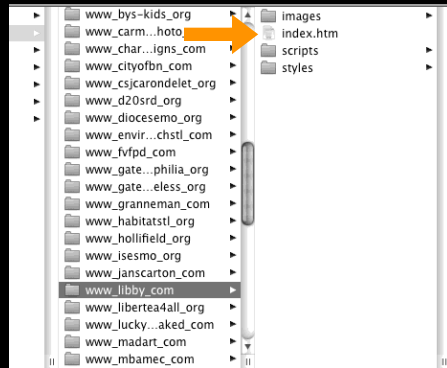 www_bys-kids_org
www_carm...hoto_
www_char...igns_com
www_cityofbn_com
www_csjcarondelet_org
www_d20srd_org
www_diocesemo_org
www_envir...chstl_com
www_fvfpd_com
www_gate...philia_org
www_gate...eless_org
www_granneman_com
www_habitatstl_org
www_hollifield_org
www_isesmo_org
www_janscarton_com
www_libby_com
www_libertea4all_org
www_lucky...aked_com
www_madart_com
www_mbamec_com
images
index.htm
scripts
styles